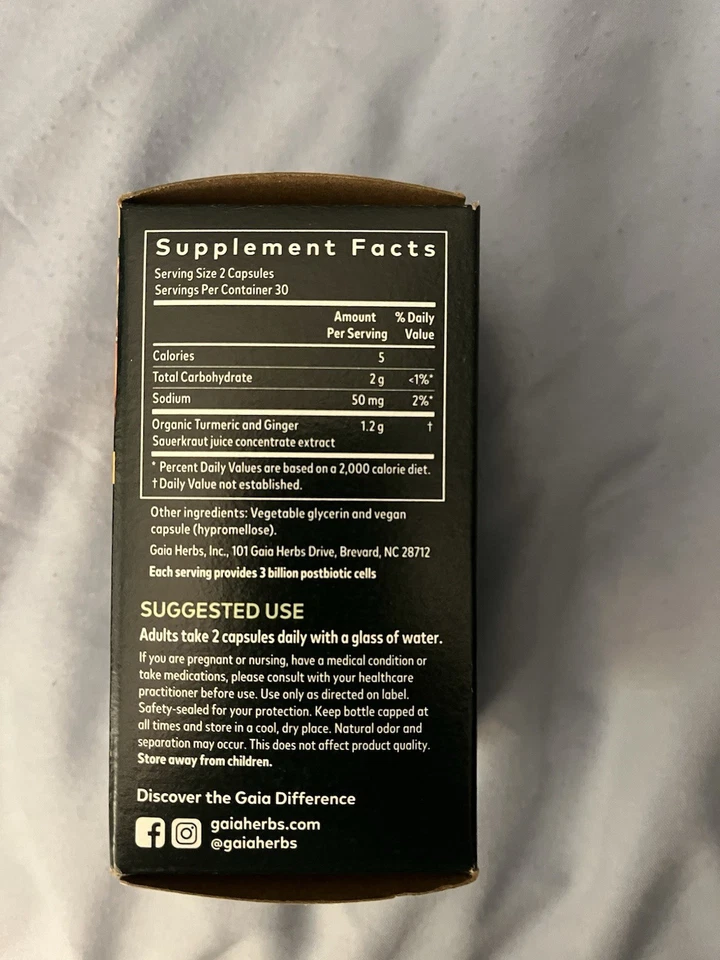 Supplement Facts
Serving Size 2 Capsules
Servings Per Container 30
Amount Per Serving % Daily Value
Calories 5
Total Carbohydrate 2 g <1%*
Sodium 50 mg 2%*
Organic Turmeric and Ginger 1.2 g †
Sauerkraut juice concentrate extract
* Percent Daily Values are based on a 2,000 calorie diet.
† Daily Value not established.
Other ingredients: Vegetable glycerin and vegan
capsule (hypromellose).
Gaia Herbs, Inc., 101 Gaia Herbs Drive, Brevard, NC 28712
Each serving provides 3 billion postbiotic cells
SUGGESTED USE
Adults take 2 capsules daily with a glass of water.
If you are pregnant or nursing, have a medical condition or
take medications, please consult with your healthcare
practitioner before use. Use only as directed on label.
Safety-sealed for your protection. Keep bottle capped at
all times and store in a cool, dry place. Natural odor and
separation may occur. This does not affect product quality.
Store away from children.
Discover the Gaia Difference
gaiaherbs.com
@gaiaherbs